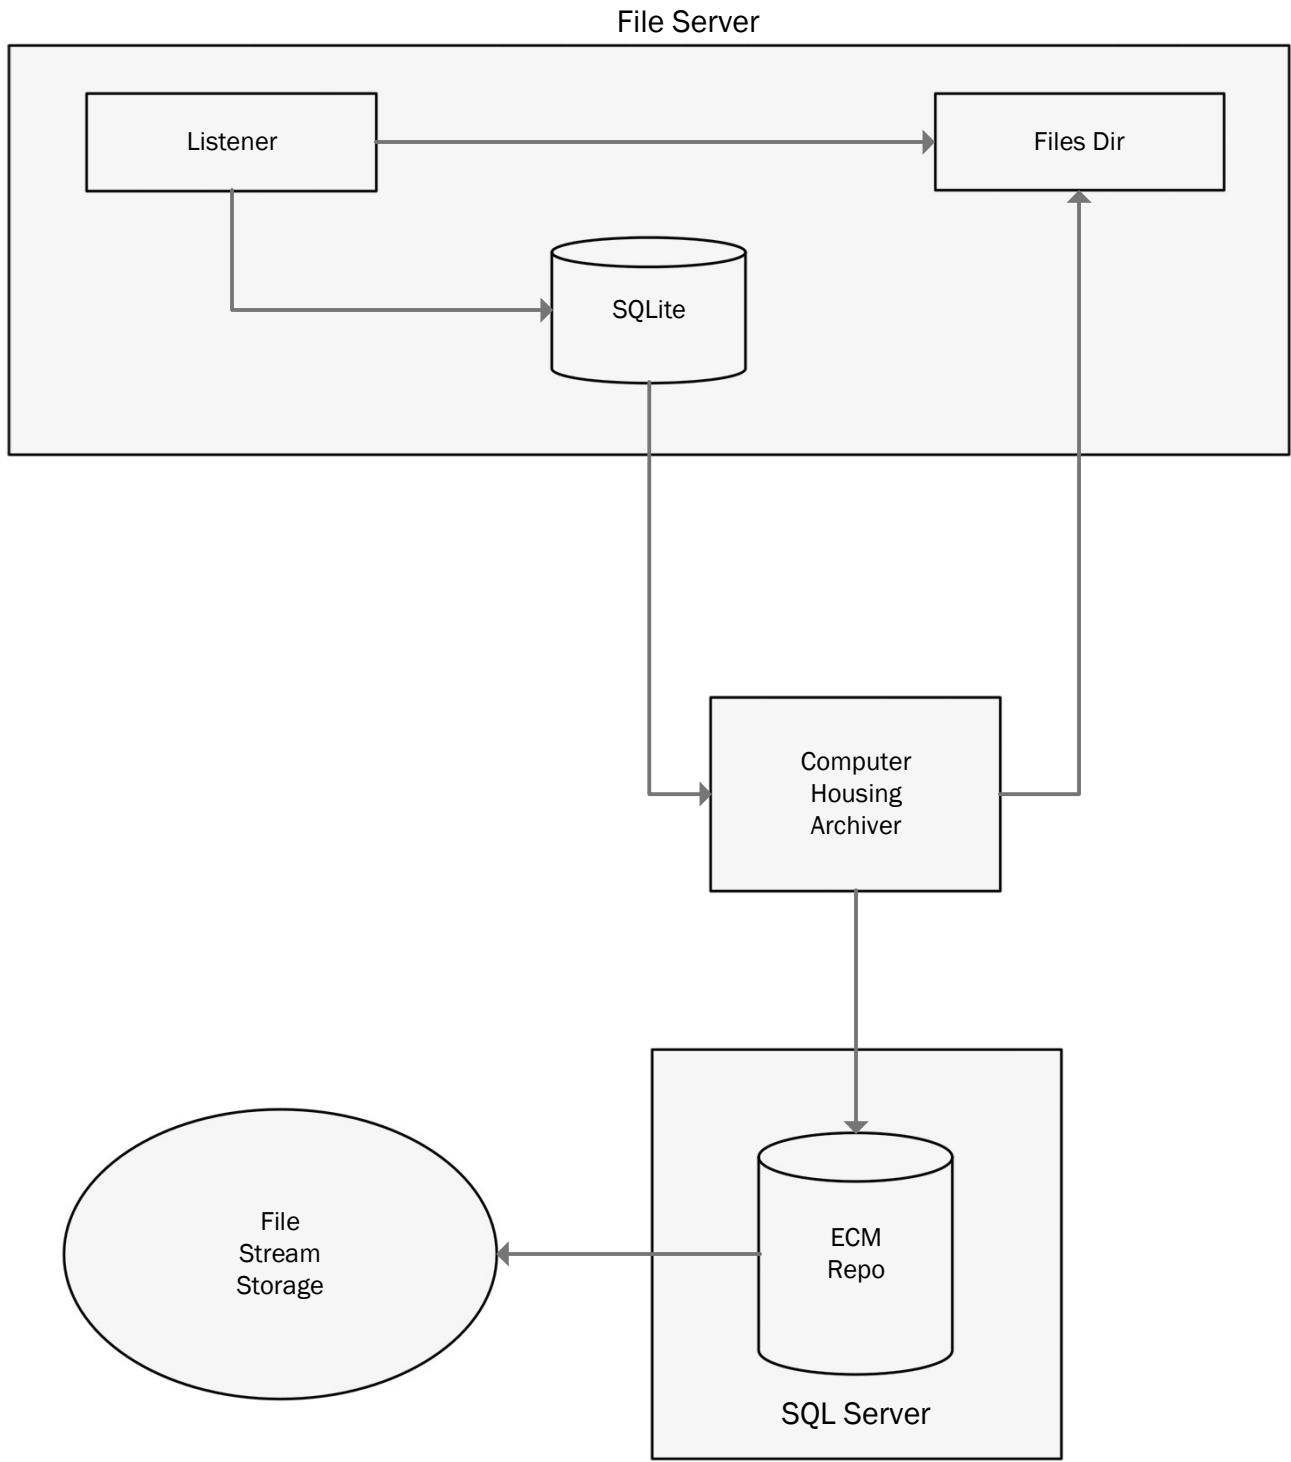 File Server
Listener
Files Dir
SQLite
Computer
Housing
Archiver
File
Stream
Storage
ECM
Repo
SQL Server